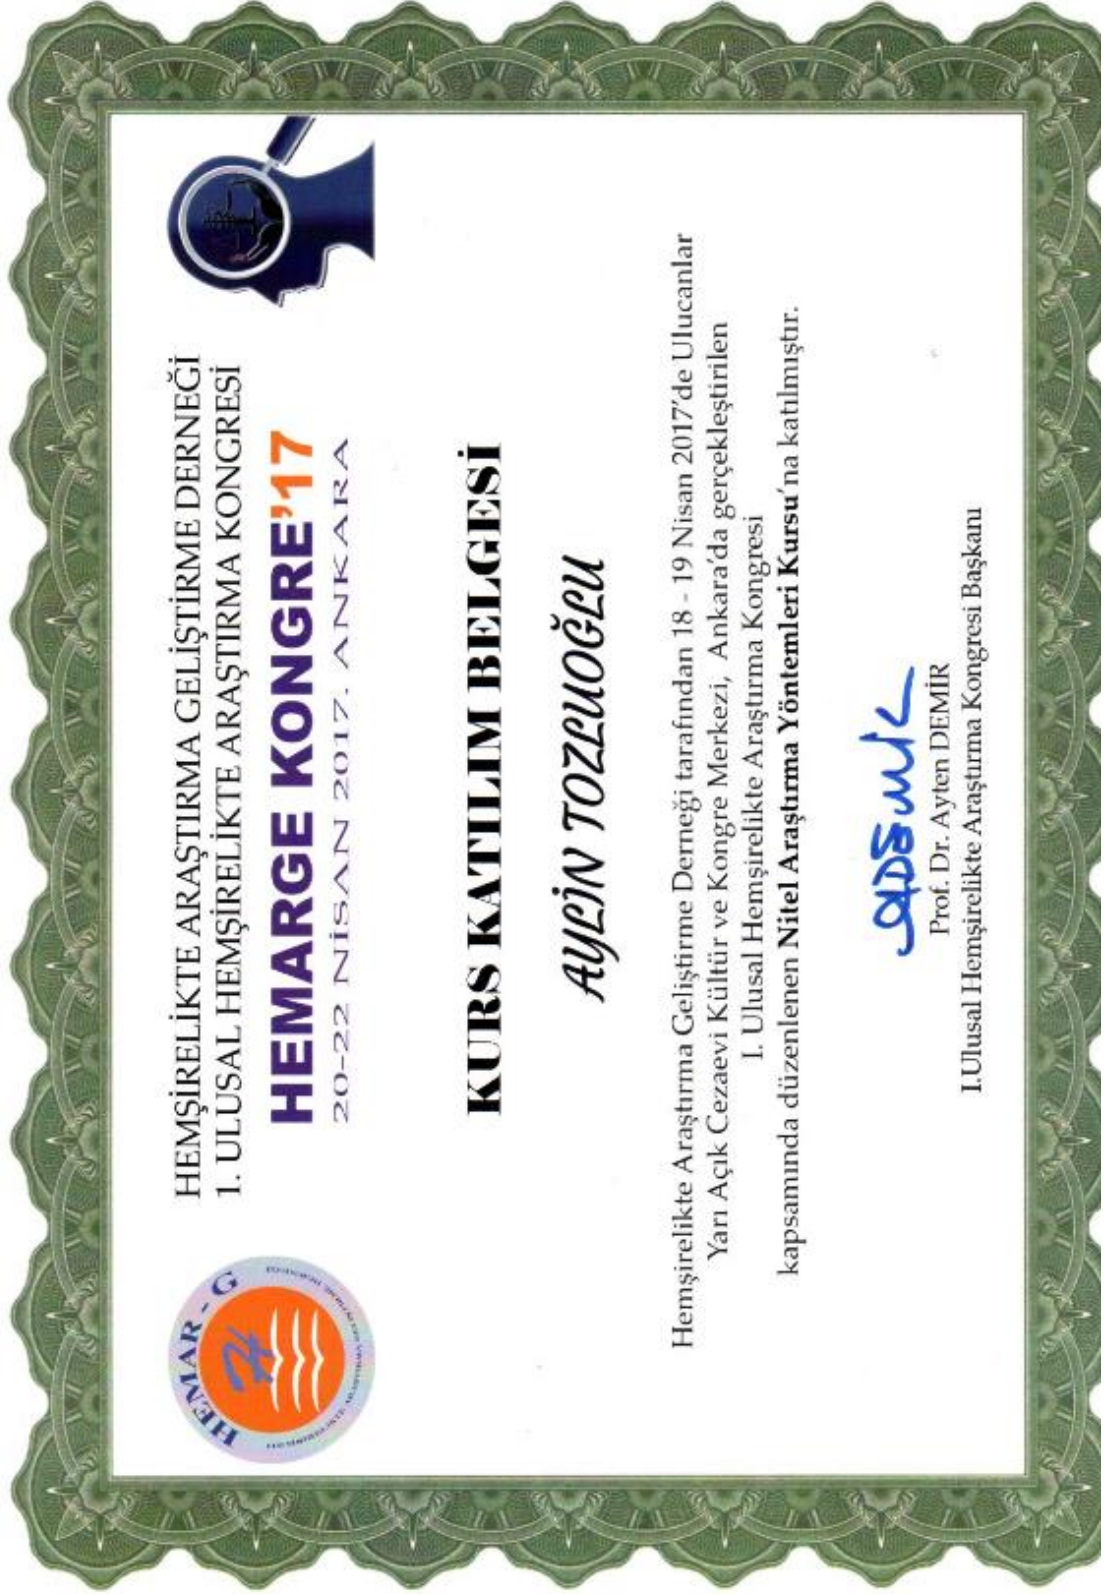 HEMAR - G
HEMŞİRELİKTE ARAŞTIRMA GELİŞTİRME DERNEĞİ
1. ULUSAL HEMŞİRELİKTE ARAŞTIRMA KONGRESİ
HEMARGE KONGRE'17
20-22 NİSAN 2017, ANKARA
KURS KATILIM BELGESİ
AYLİN TOZLUOĞLU
Hemşirelikte Araştırma Geliştirme Derneği tarafından 18 - 19 Nisan 2017'de Ulucanlar
Yarı Açık Cezaevi Kültür ve Kongre Merkezi, Ankara'da gerçekleştirilen
I. Ulusal Hemşirelikte Araştırma Kongresi
kapsamında düzenlenen Nitel Araştırma Yöntemleri Kursu'na katılmıştır.
Prof. Dr. Ayten DEMİR
I.Ulusal Hemşirelikte Araştırma Kongresi Başkanı